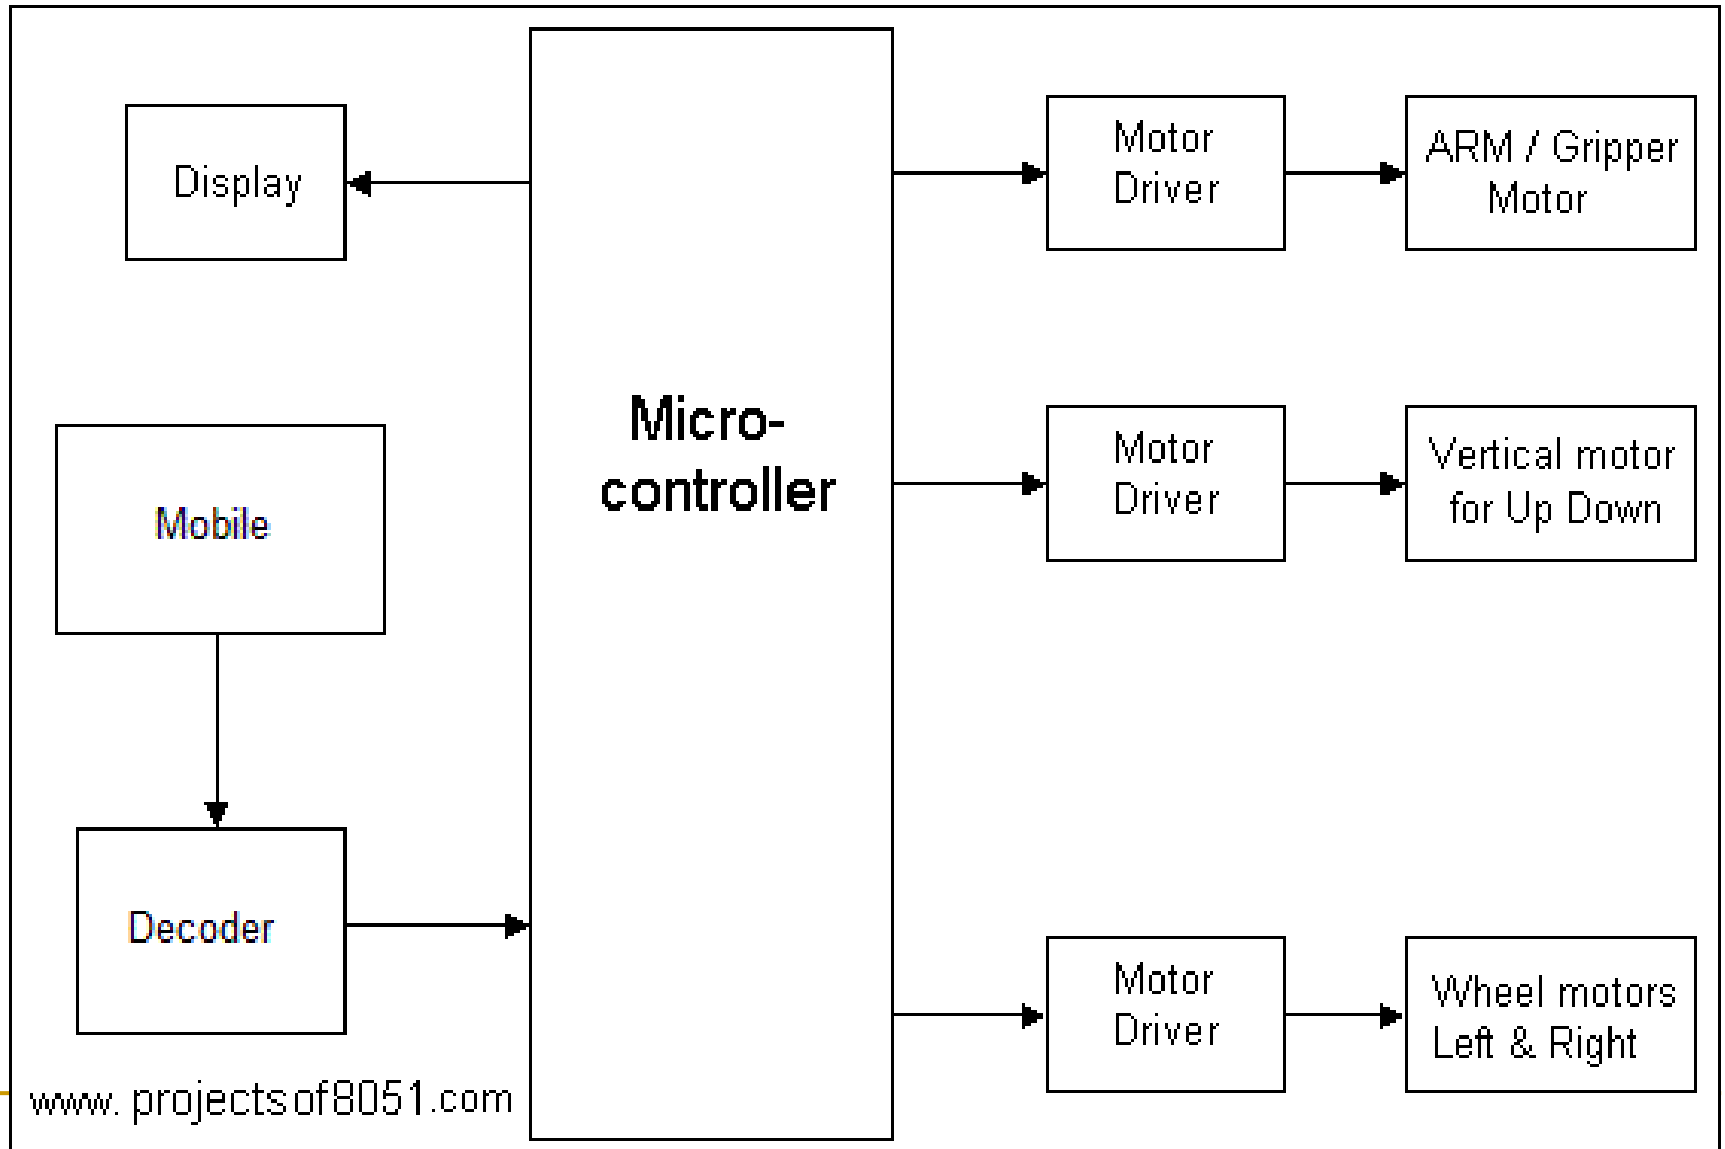 Display
Mobile
Decoder
www. projectsof8051.com
Micro-
controller
Motor
Driver
ARM / Gripper
Motor
Motor
Driver
Vertical motor
for Up Down
Motor
Driver
Wheel motors
Left & Right